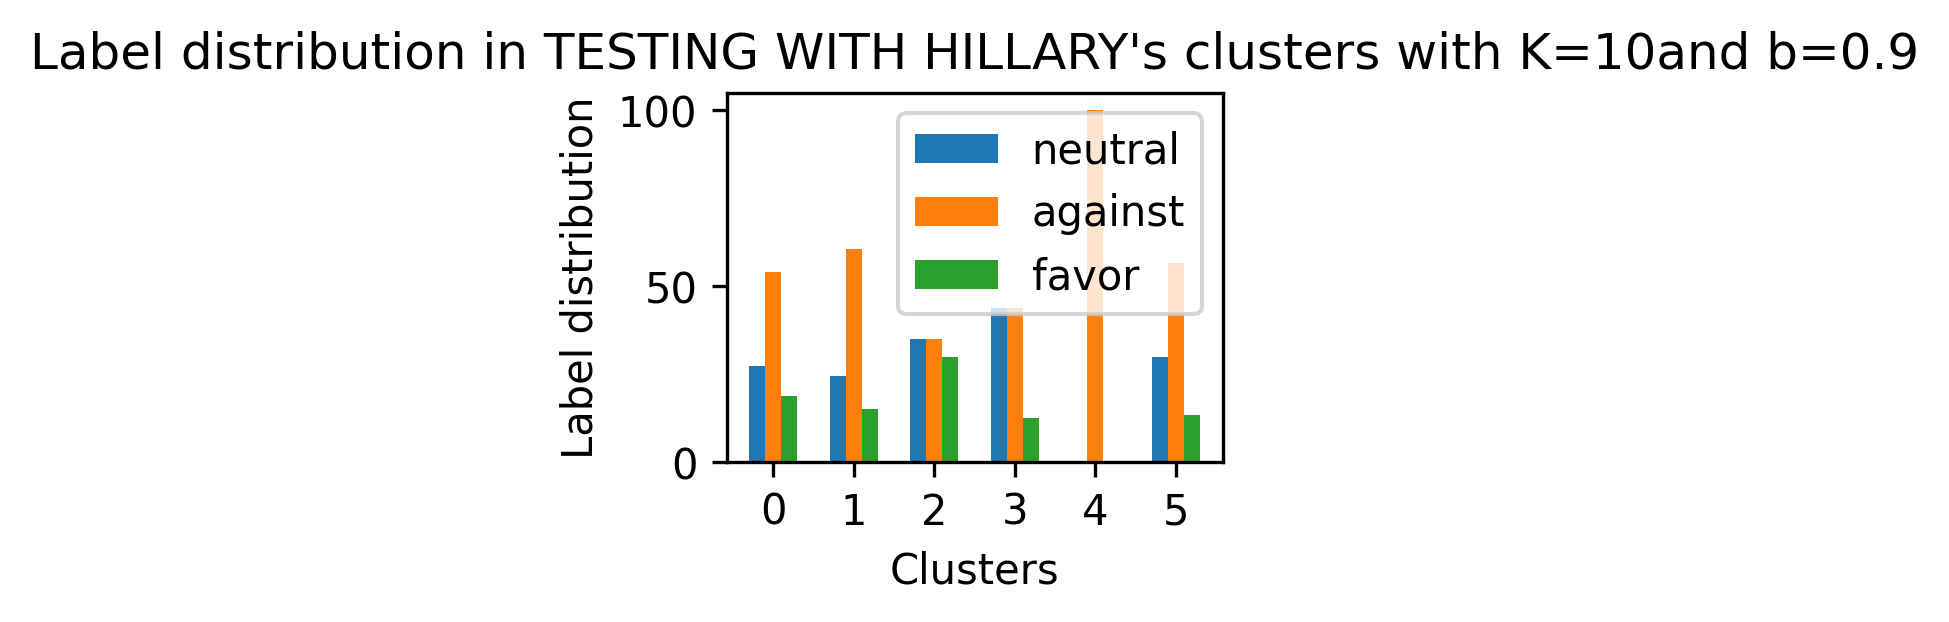 Label distribution in TESTING WITH HILLARY's clusters with K=10and b=0.9
Label distribution
100
50
0
neutral
against
favor
0 1 2 3 4 5
Clusters